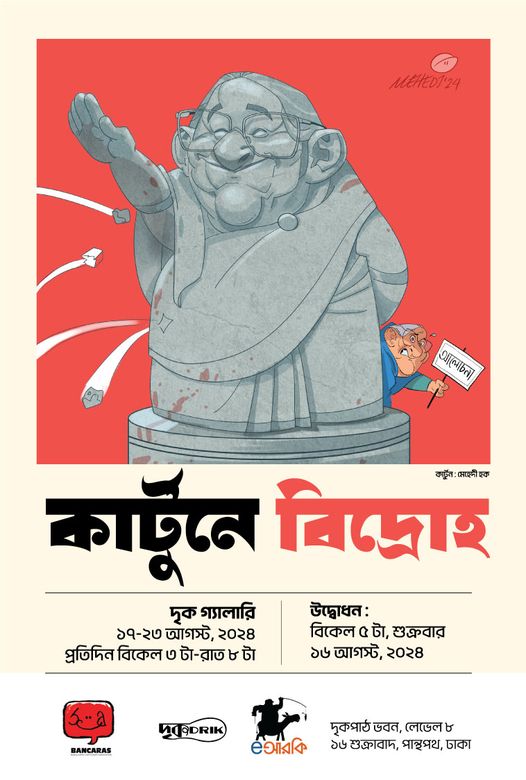 MEHEDI'24
আলোচনা
কার্টুন : মেহেদী হক
কার্টুনে বিদ্রোহ
দৃক গ্যালারি
১৭-২৩ আগস্ট, ২০২৪
প্রতিদিন বিকেল ৩ টা-রাত ৮ টা
উদ্বোধন :
বিকেল ৫ টা, শুক্রবার
১৬ আগস্ট, ২০২৪
BANCARAS
দৃক DRIK
eআরকি
দৃকপাঠ ভবন, লেভেল ৮
১৬ শুক্রাবাদ, পান্থপথ, ঢাকা